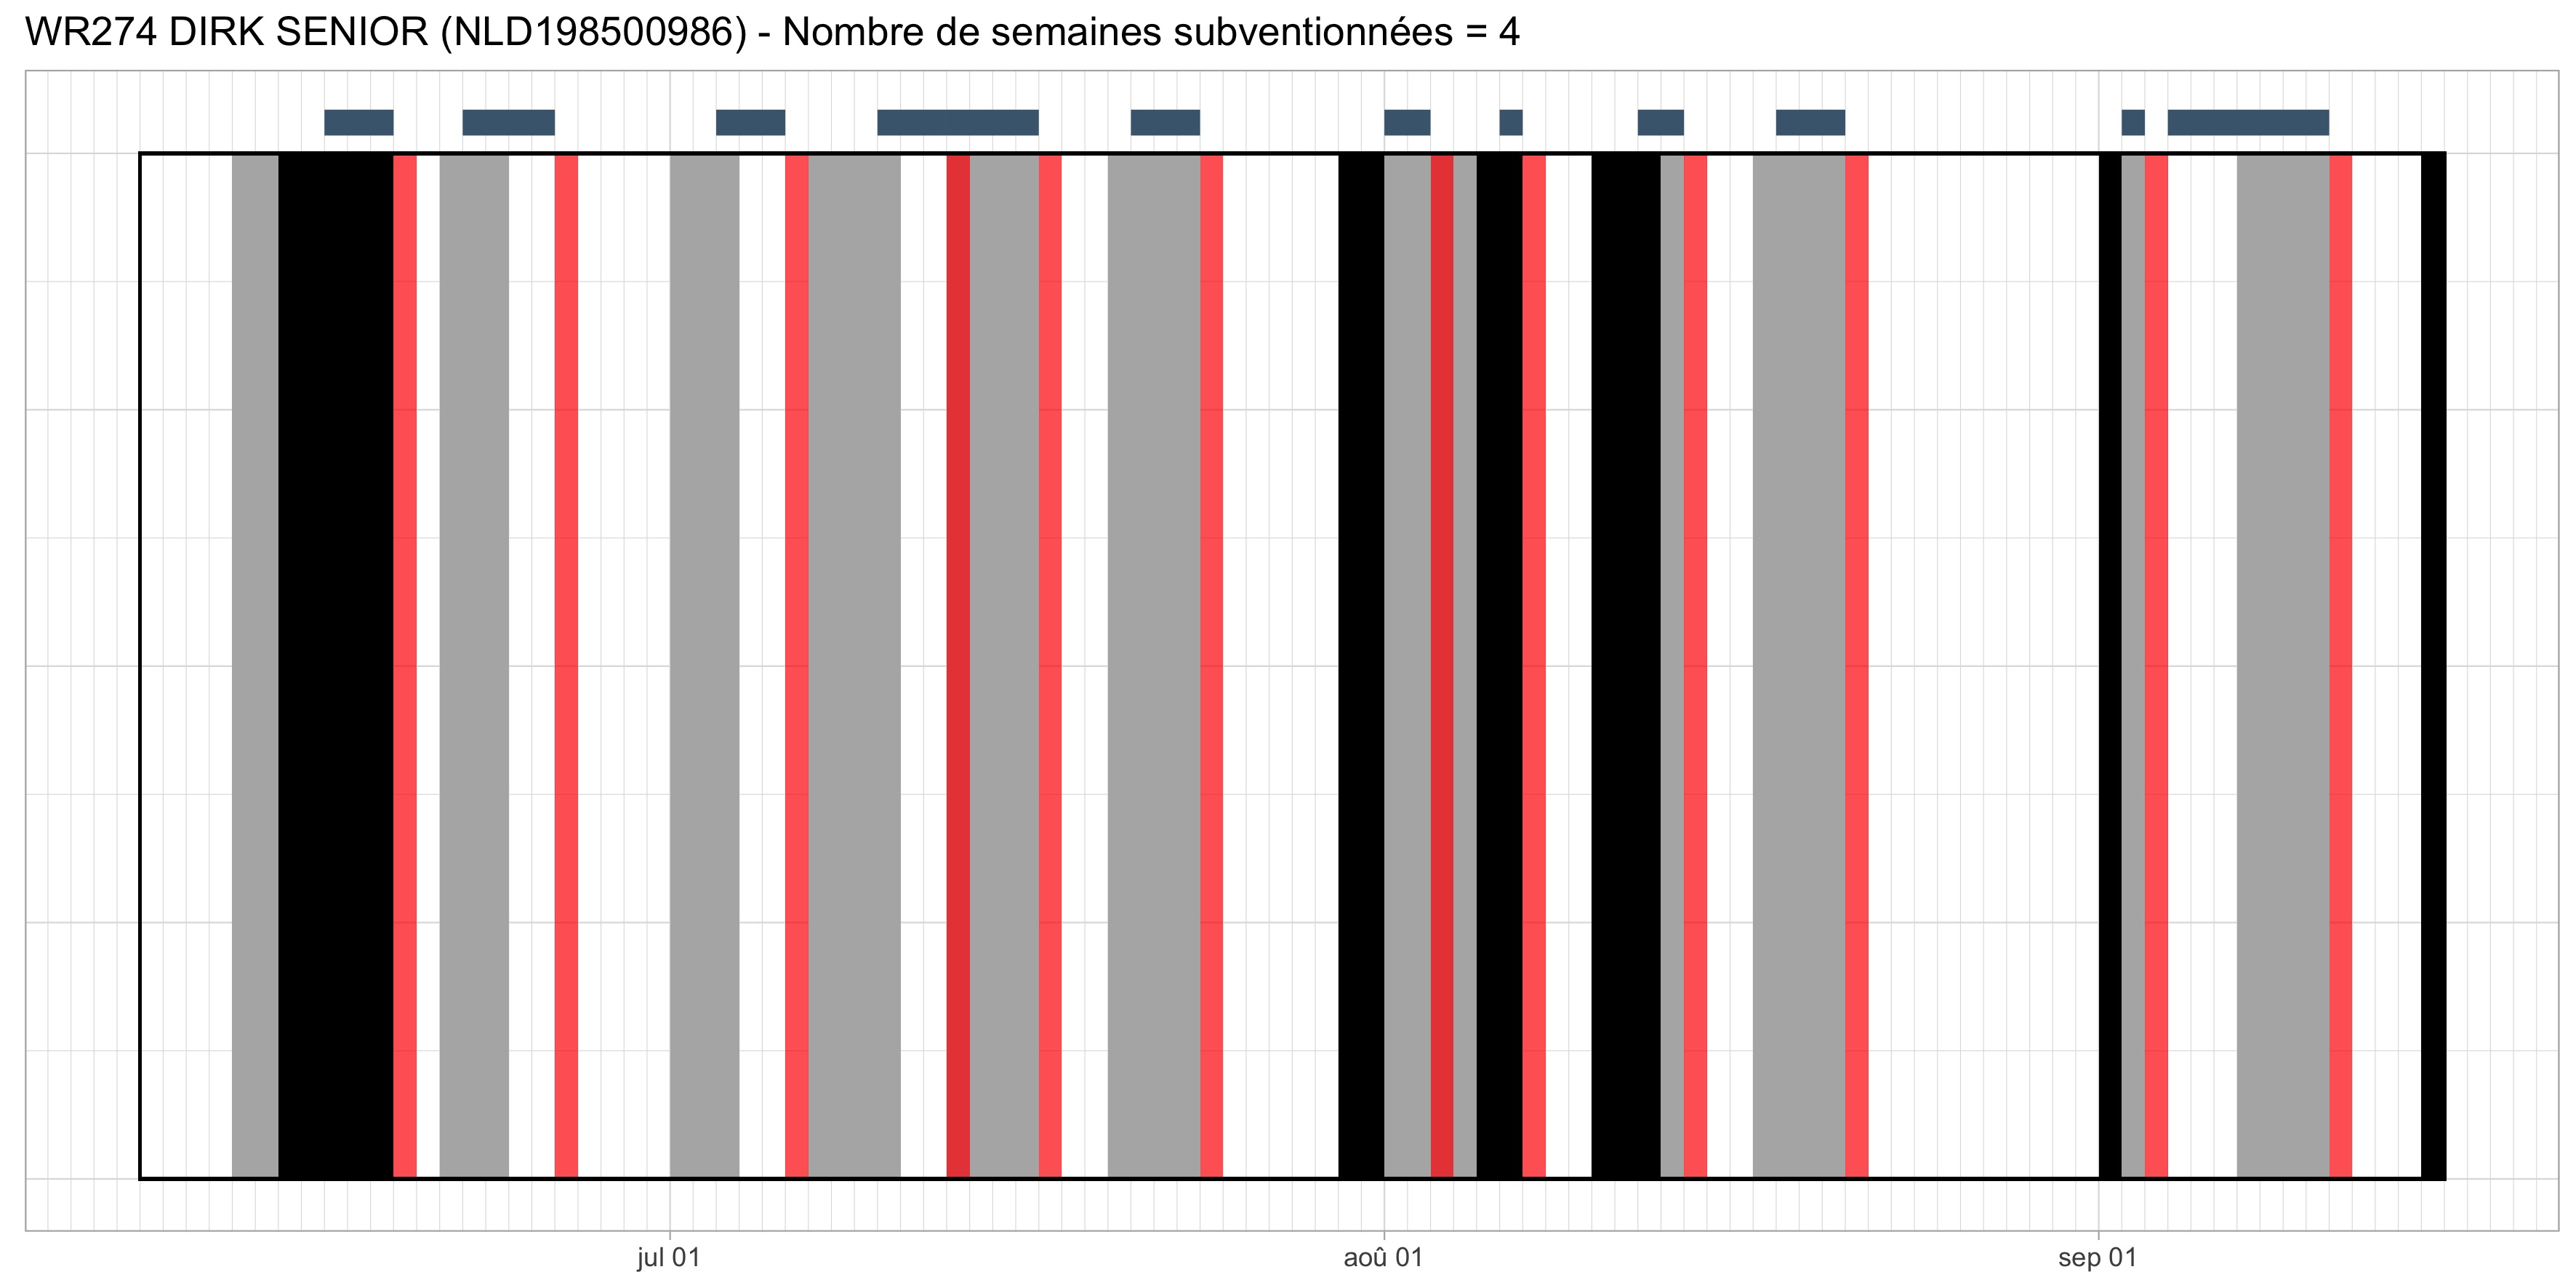 WR274 DIRK SENIOR (NLD198500986) - Nombre de semaines subventionnées = 4
jul 01
aoû 01
sep 01